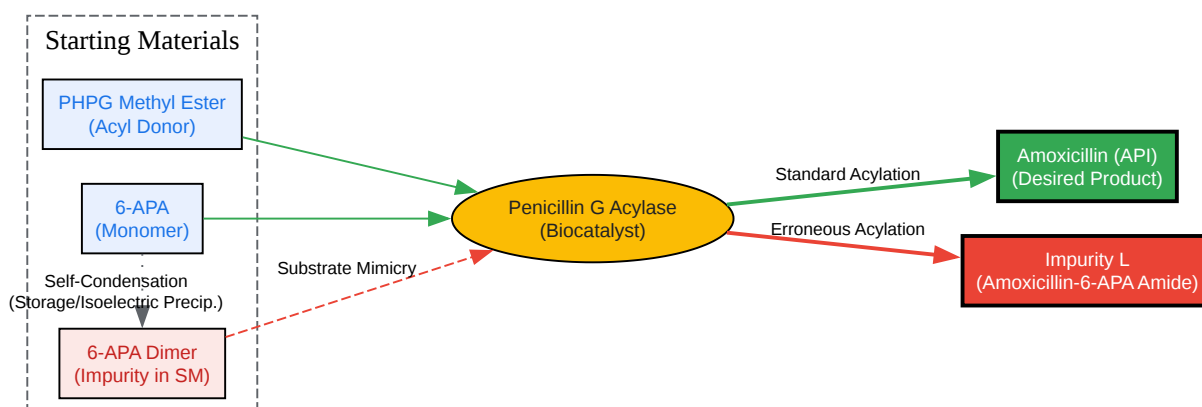 Starting Materials
PHPG Methyl Ester
(Acyl Donor)
6-APA
(Monomer)
Self-Condensation
(Storage/Isoelectric Precip.)
6-APA Dimer
(Impurity in SM)
Substrate Mimicry
Penicillin G Acylase
(Biocatalyst)
Standard Acylation
Erroneous Acylation
Amoxicillin (API)
(Desired Product)
Impurity L
(Amoxicillin-6-APA Amide)